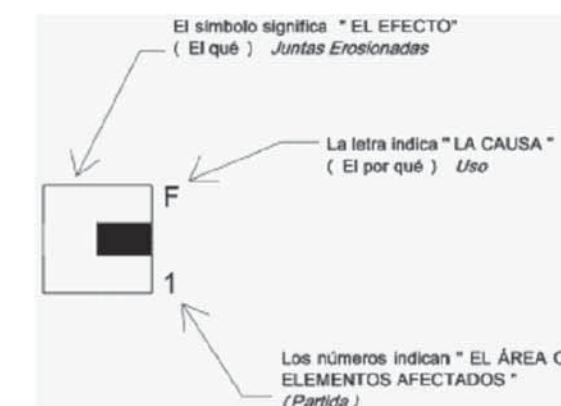 El símbolo significa " EL EFECTO"
( El qué ) Juntas Erosionadas
La letra indica " LA CAUSA "
( El por qué ) Uso
F
1
Los números indican " EL ÁREA O
ELEMENTOS AFECTADOS "
(Partida)